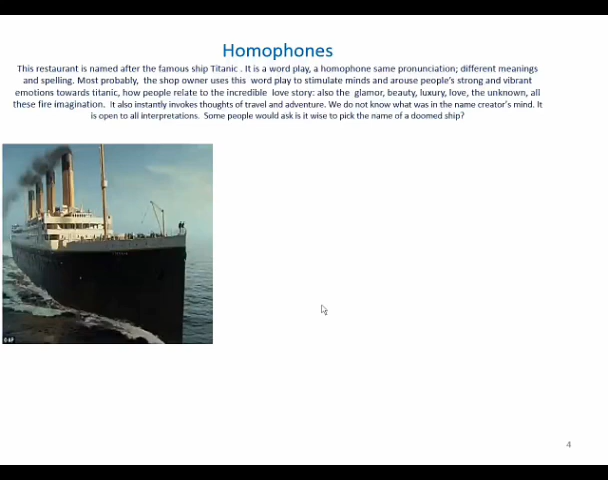 Homophones
This restaurant is named after the famous ship Titanic . It is a word play, a homophone same pronunciation; different meanings
and spelling. Most probably, the shop owner uses this word play to stimulate minds and arouse people's strong and vibrant
emotions towards titanic, how people relate to the incredible love story: also the glamor, beauty, luxury, love, the unknown, all
these fire imagination. It also instantly invokes thoughts of travel and adventure. We do not know what was in the name creator's mind. It
is open to all interpretations. Some people would ask is it wise to pick the name of a doomed ship?
4